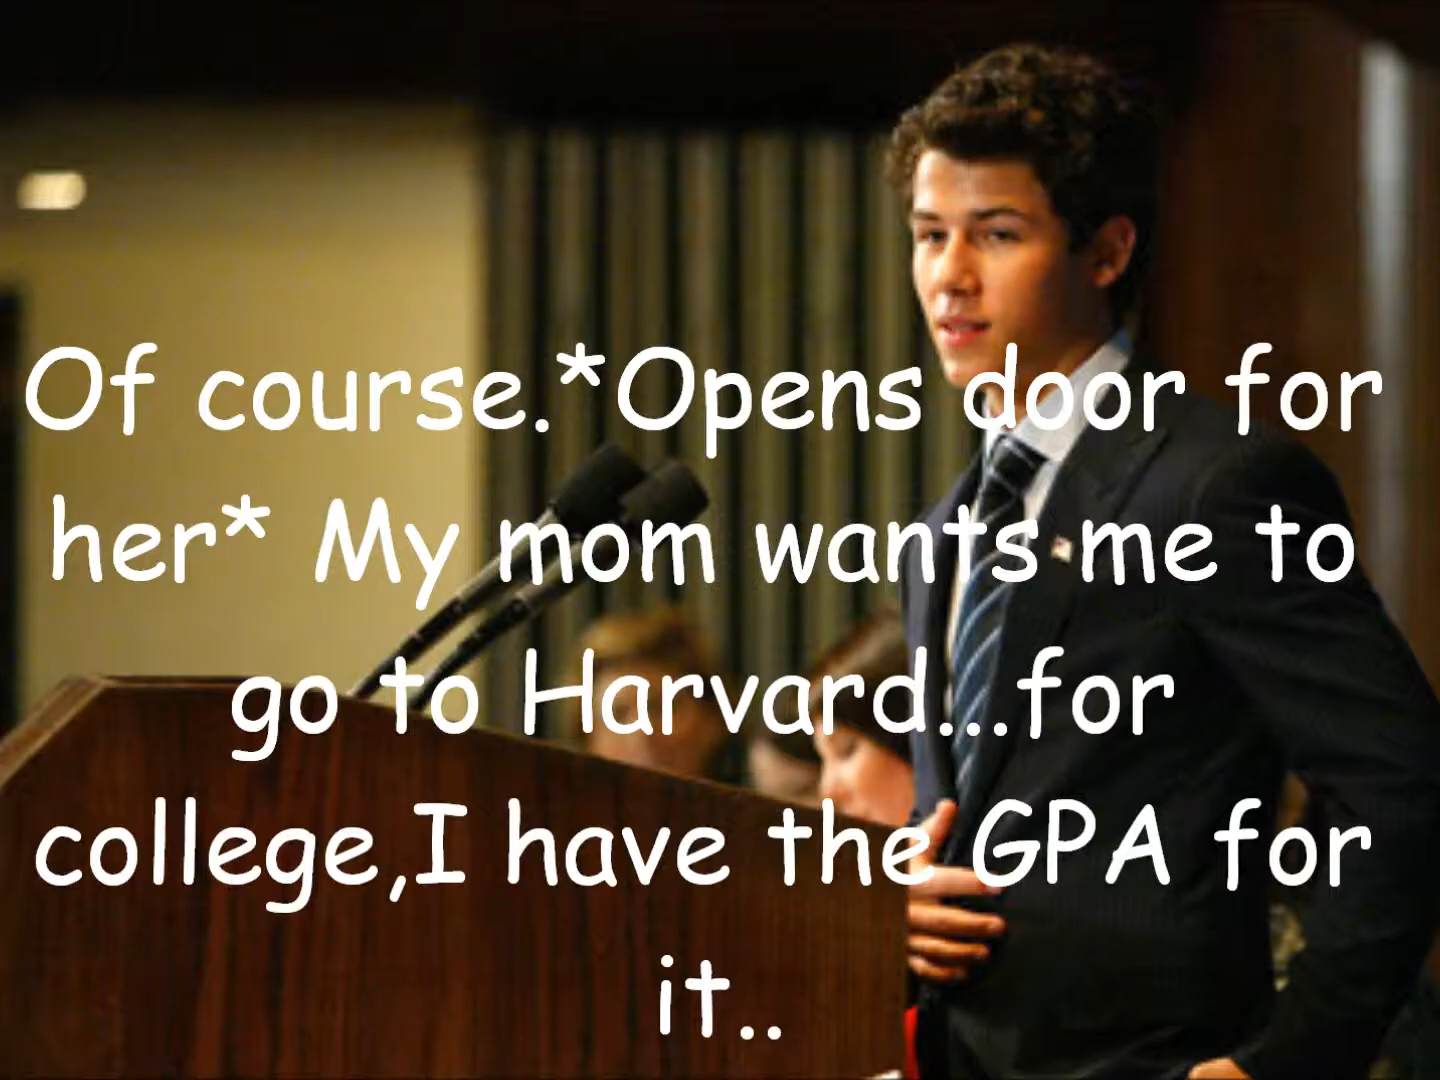 Of course.*Opens door for
her* My mom wants me to
go to Harvard...for
college,I have the GPA for
it..